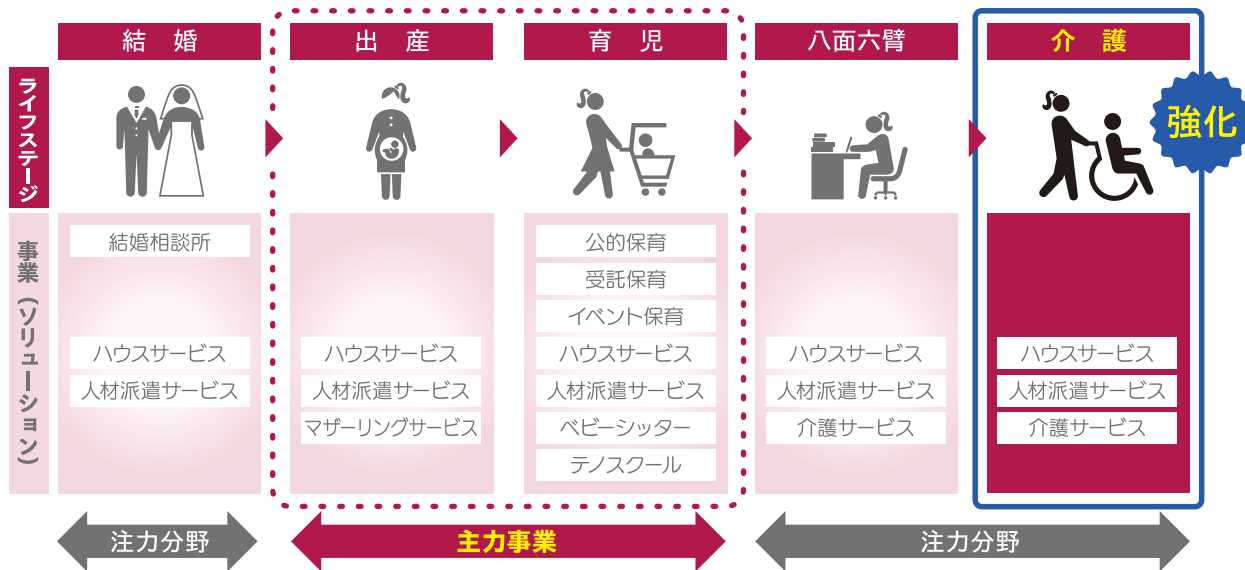 結 婚
出 産
育 児
八面六臂
介 護
強化
ライフステージ
事業(ソリューション)
結婚相談所
ハウスサービス
人材派遣サービス
ハウスサービス
人材派遣サービス
マザーリングサービス
公的保育
受託保育
イベント保育
ハウスサービス
人材派遣サービス
ベビーシッター
テノスクール
ハウスサービス
人材派遣サービス
介護サービス
ハウスサービス
人材派遣サービス
介護サービス
注力分野
主力事業
注力分野